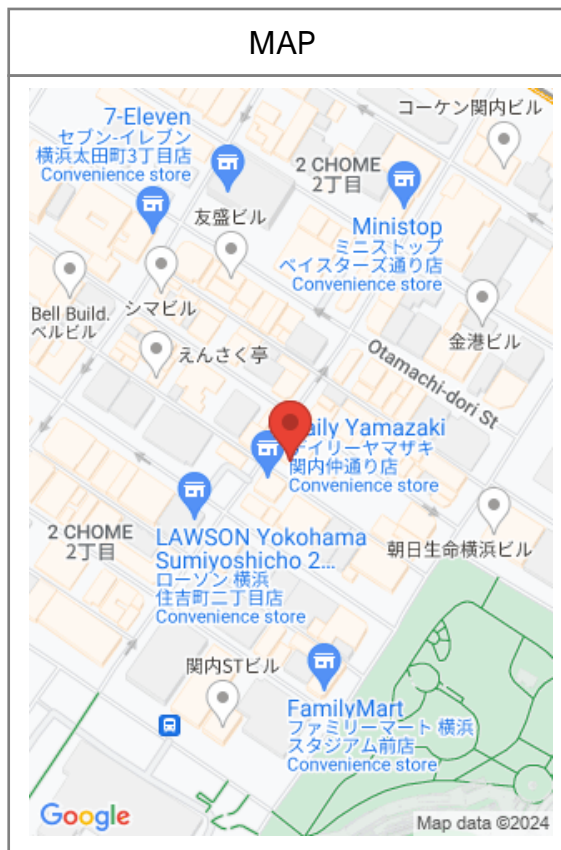 MAP
コーケン関内ビル
7-Eleven
セブン-イレブン
横浜太田町3丁目店
Convenience store
2 CHOME
2丁目
友盛ビル
Ministop
ミニストップ
ベイスターズ通り店
Convenience store
Bell Build.
ベルビル
シマビル
金港ビル
えんさく亭
Otamachi-dori St
aily Yamazaki
デイリーヤマザキ
関内仲通り店
Convenience store
2 CHOME
2丁目
LAWSON Yokohama
Sumiyoshicho 2...
ローソン 横浜
住吉町二丁目店
Convenience store
朝日生命横浜ビル
関内STビル
FamilyMart
ファミリーマート 横浜
スタジアム前店
Convenience store
Google
Map data ©2024